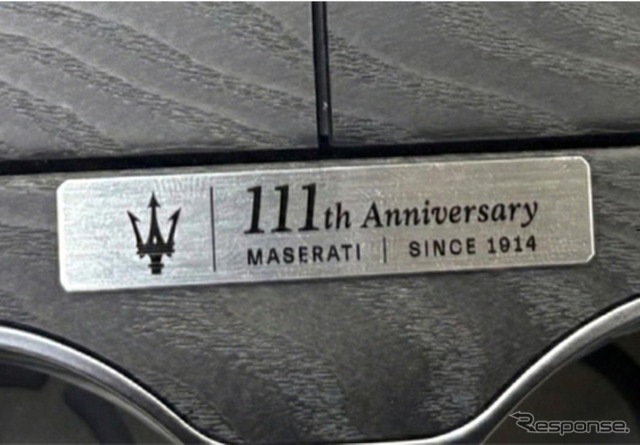 111th Anniversary
MASERATI | SINCE 1914
Response.